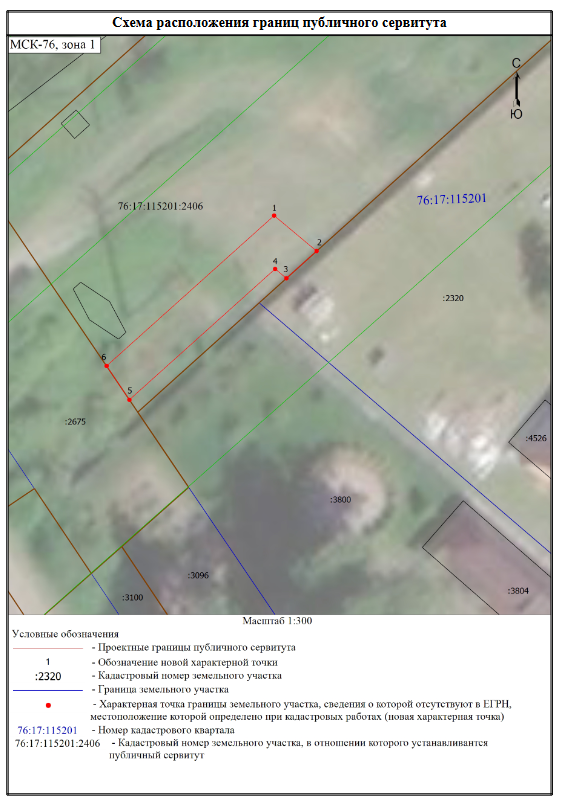 Схема расположения границ публичного сервитута
МСК-76, зона 1
С
Ю
76:17:115201:2406
1
76:17:115201
2
4
3
:2320
6
5
:2675
:4526
:3800
:3096
:3100
:3804
Масштаб 1:300
Условные обозначения
- Проектные границы публичного сервитута
1 - Обозначение новой характерной точки
:2320 - Кадастровый номер земельного участка
- Граница земельного участка
- Характерная точка границы земельного участка, сведения о которой отсутствуют в ЕГРН,
местоположение которой определено при кадастровых работах (новая характерная точка)
76:17:115201 - Номер кадастрового квартала
76:17:115201:2406 - Кадастровый номер земельного участка, в отношении которого устанавливантся
публичный сервитут